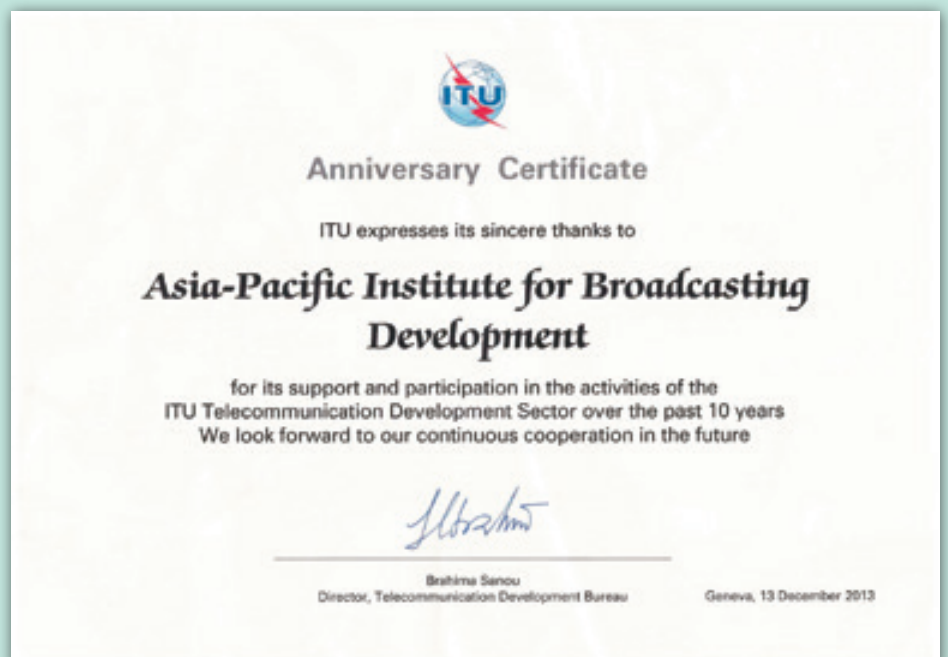 ITU
Anniversary Certificate
ITU expresses its sincere thanks to
Asia-Pacific Institute for Broadcasting
Development
for its support and participation in the activities of the
ITU Telecommunication Development Sector over the past 10 years
We look forward to our continuous cooperation in the future
Brahima Sanou
Director, Telecommunication Development Bureau
Geneva, 13 December 2013